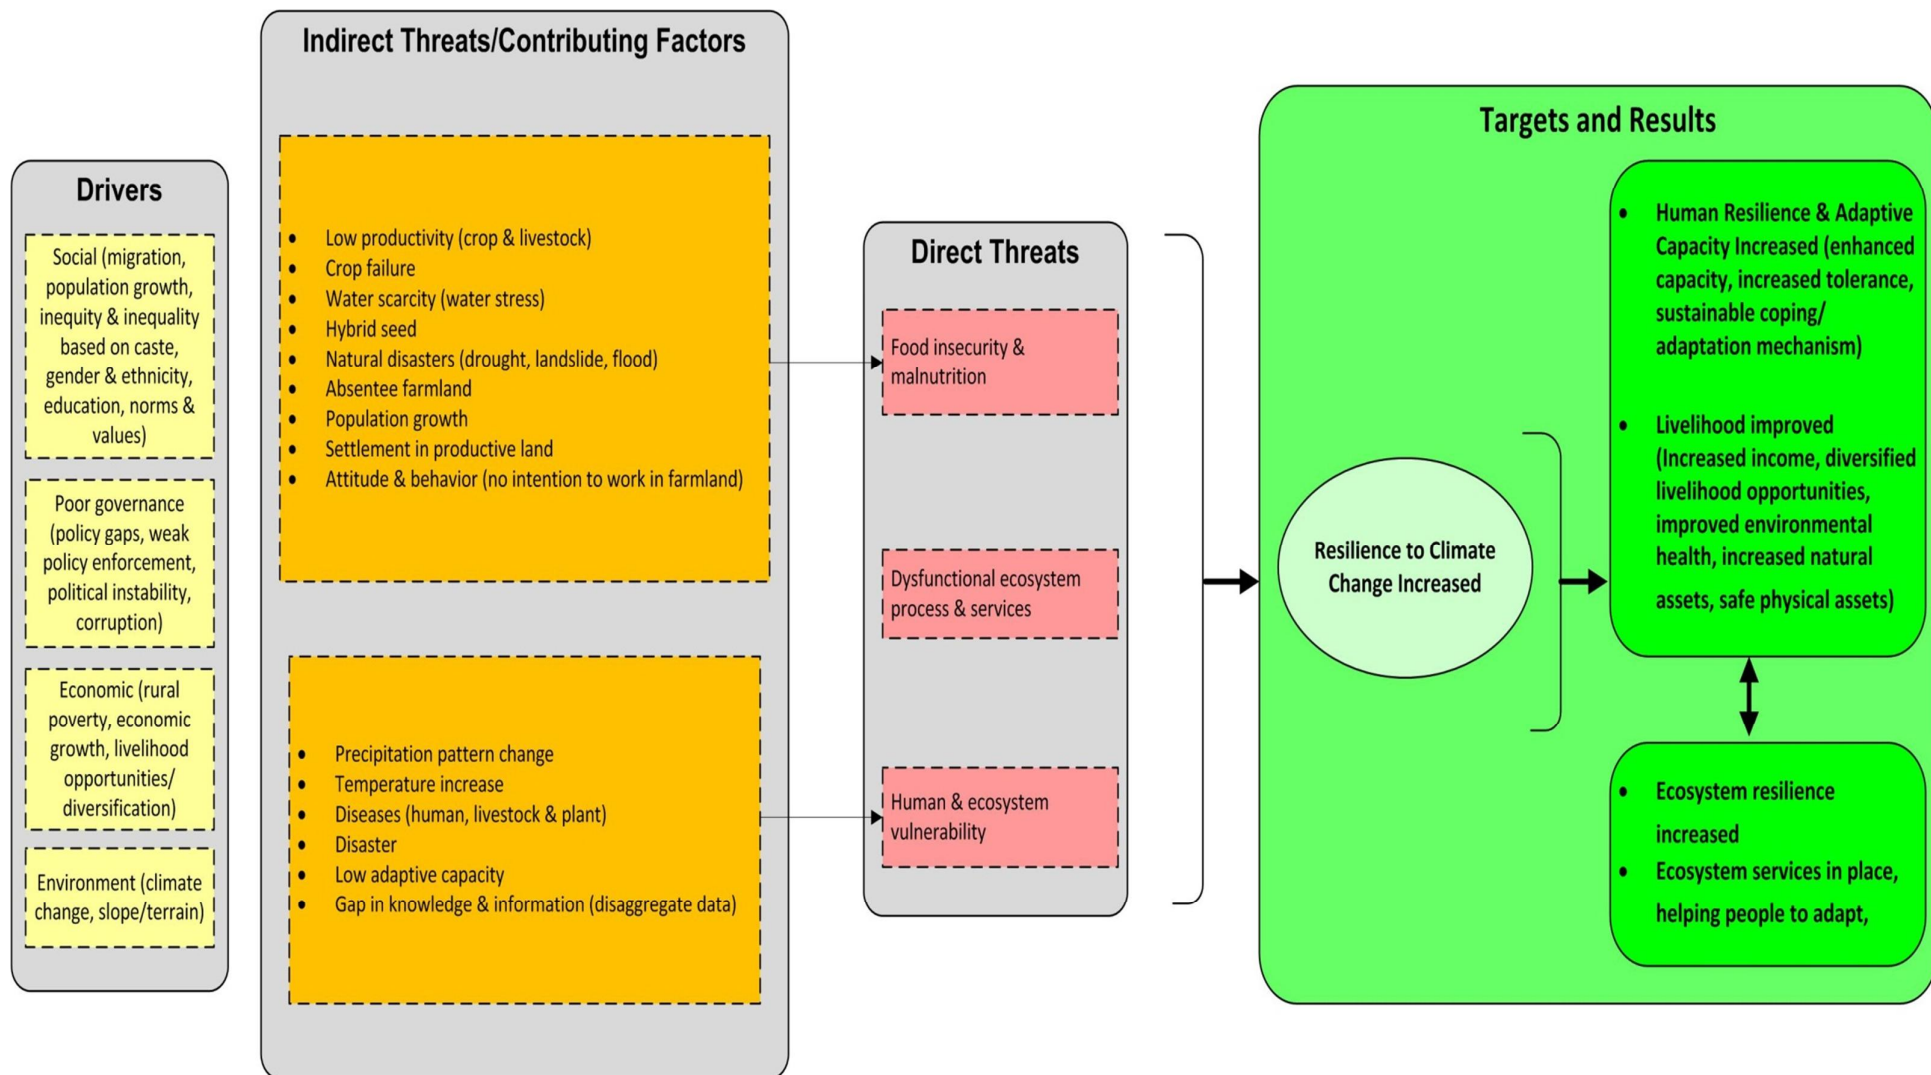 Drivers
Social (migration,
population growth,
inequity & inequality
based on caste,
gender & ethnicity,
education, norms &
values)
Poor governance
(policy gaps, weak
policy enforcement,
political instability,
corruption)
Economic (rural
poverty, economic
growth, livelihood
opportunities/
diversification)
Environment (climate
change, slope/terrain)
Indirect Threats/Contributing Factors
• Low productivity (crop & livestock)
• Crop failure
• Water scarcity (water stress)
• Hybrid seed
• Natural disasters (drought, landslide, flood)
• Absentee farmland
• Population growth
• Settlement in productive land
• Attitude & behavior (no intention to work in farmland)
• Precipitation pattern change
• Temperature increase
• Diseases (human, livestock & plant)
• Disaster
• Low adaptive capacity
• Gap in knowledge & information (disaggregate data)
Direct Threats
Food insecurity &
malnutrition
Dysfunctional ecosystem
process & services
Human & ecosystem
vulnerability
Targets and Results
Resilience to Climate
Change Increased
• Human Resilience & Adaptive
Capacity Increased (enhanced
capacity, increased tolerance,
sustainable coping/
adaptation mechanism)
• Livelihood improved
(Increased income, diversified
livelihood opportunities,
improved environmental
health, increased natural
assets, safe physical assets)
• Ecosystem resilience
increased
• Ecosystem services in place,
helping people to adapt,